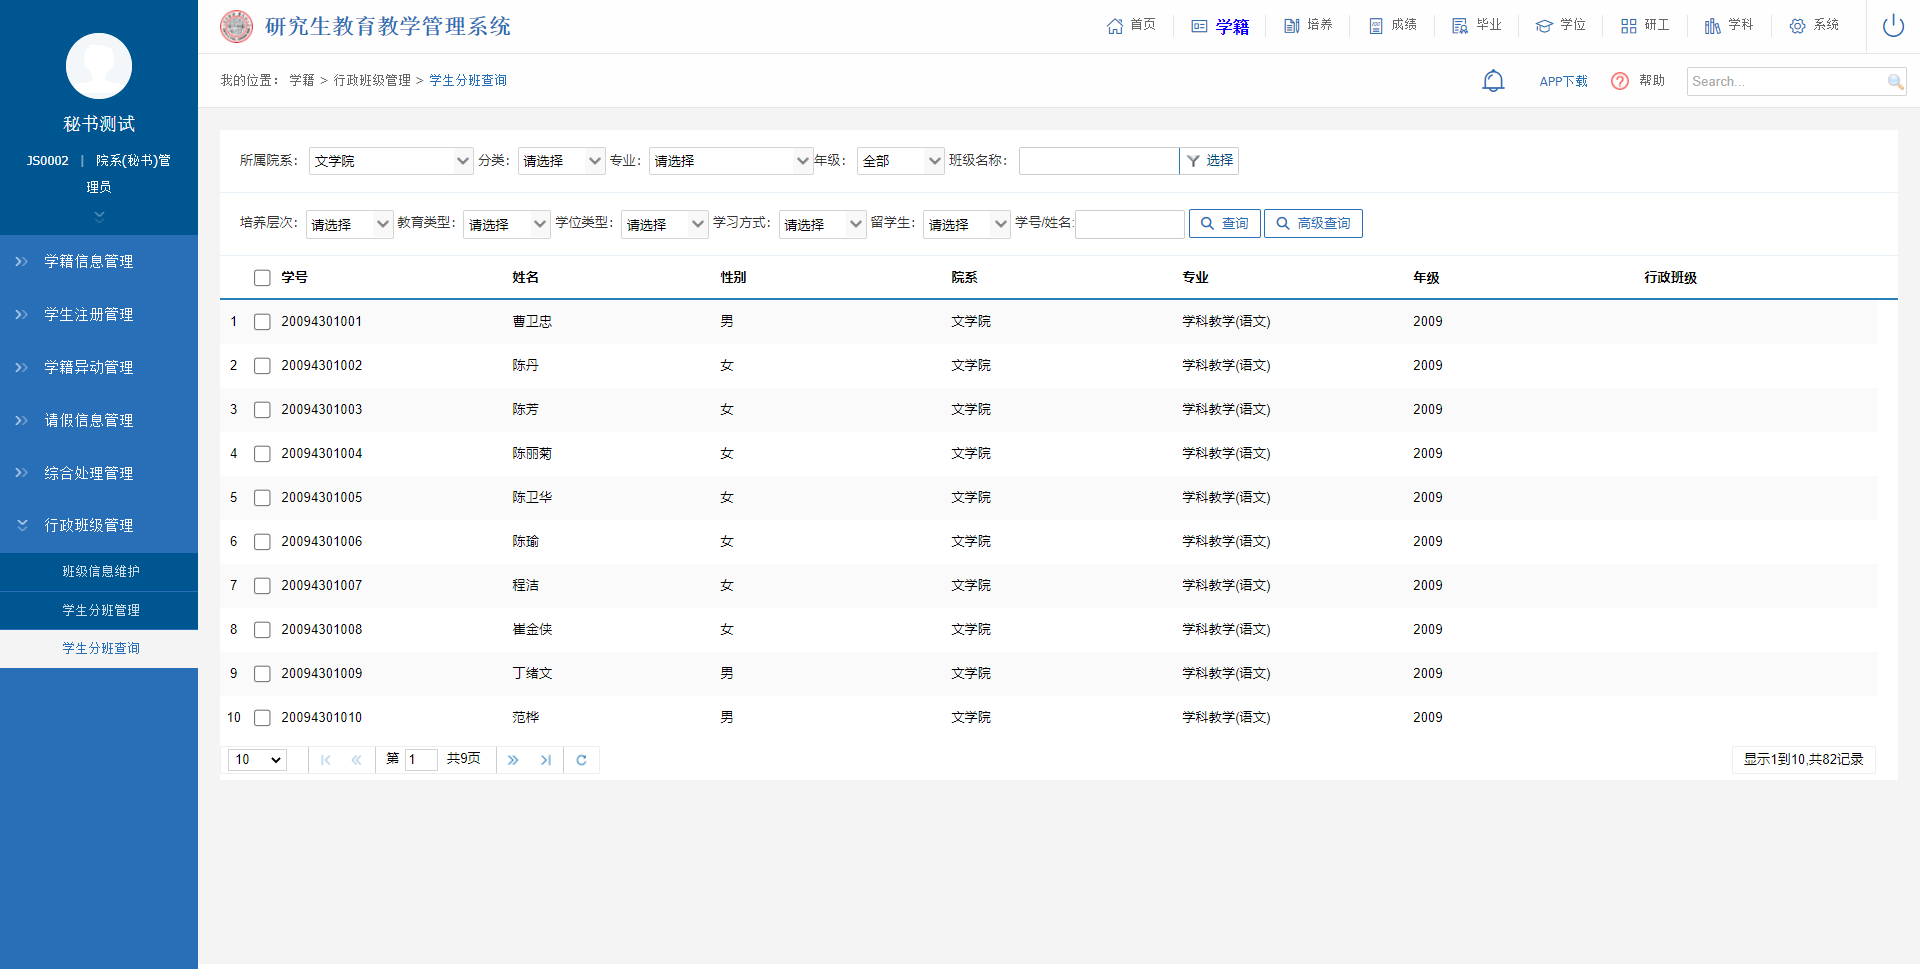 研究生教育教学管理系统
首页 学籍 培养 成绩 毕业 学位 研工 学科 系统
秘书测试
JS0002 | 院系(秘书)管
理员
学籍信息管理
学生注册管理
学籍异动管理
请假信息管理
综合处理管理
行政班级管理
班级信息维护
学生分班管理
学生分班查询
我的位置： 学籍 > 行政班级管理 > 学生分班查询
APP下载 帮助 Search...
所属院系： 文学院 分类： 请选择 专业： 请选择 年级： 全部 班级名称： 选择
培养层次： 请选择 教育类型： 请选择 学位类型： 请选择 学习方式： 请选择 留学生： 请选择 学号/姓名: 查询 高级查询
学号 姓名 性别 院系 专业 年级 行政班级
1 20094301001 曹卫忠 男 文学院 学科教学(语文) 2009
2 20094301002 陈丹 女 文学院 学科教学(语文) 2009
3 20094301003 陈芳 女 文学院 学科教学(语文) 2009
4 20094301004 陈丽菊 女 文学院 学科教学(语文) 2009
5 20094301005 陈卫华 女 文学院 学科教学(语文) 2009
6 20094301006 陈瑜 女 文学院 学科教学(语文) 2009
7 20094301007 程洁 女 文学院 学科教学(语文) 2009
8 20094301008 崔金侠 女 文学院 学科教学(语文) 2009
9 20094301009 丁绪文 男 文学院 学科教学(语文) 2009
10 20094301010 范桦 男 文学院 学科教学(语文) 2009
10 第 1 共9页 显示1到10,共82记录